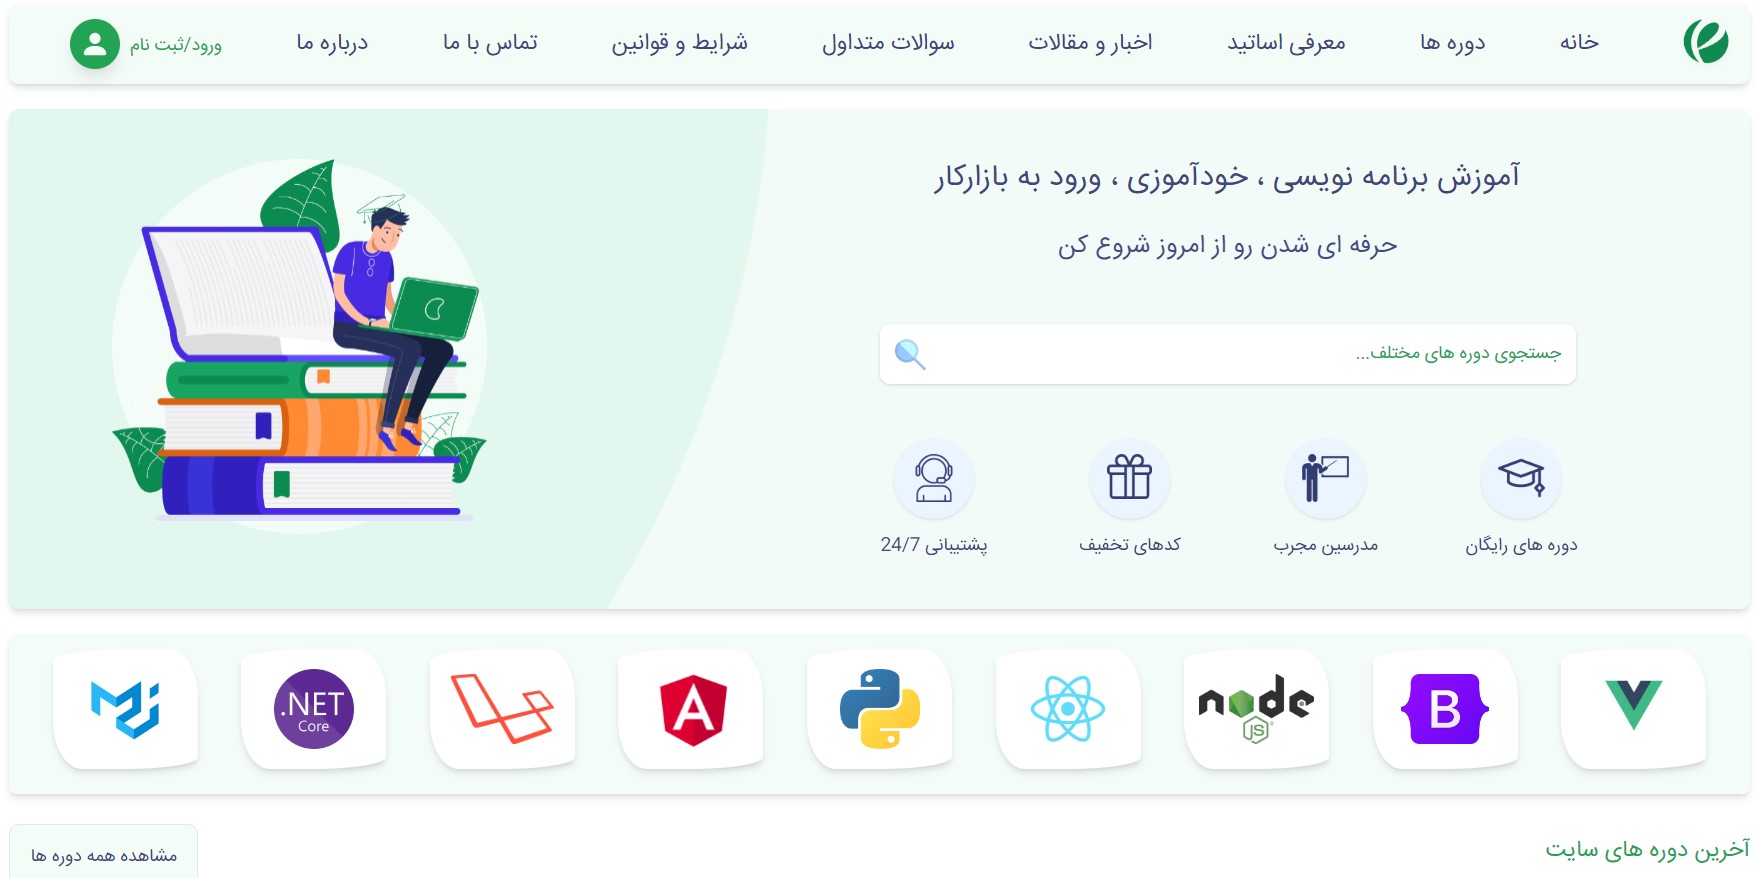 خانه
دوره ها
معرفی اساتید
اخبار و مقالات
سوالات متداول
شرایط و قوانین
تماس با ما
درباره ما
ورود/ثبت نام
آموزش برنامه نویسی ، خودآموزی ، ورود به بازارکار
حرفه ای شدن رو از امروز شروع کن
جستجوی دوره های مختلف...
دوره های رایگان
مدرسین مجرب
کدهای تخفیف
پشتیبانی 24/7
B
node
JS
A
.NET
Core
آخرین دوره های سایت
مشاهده همه دوره ها